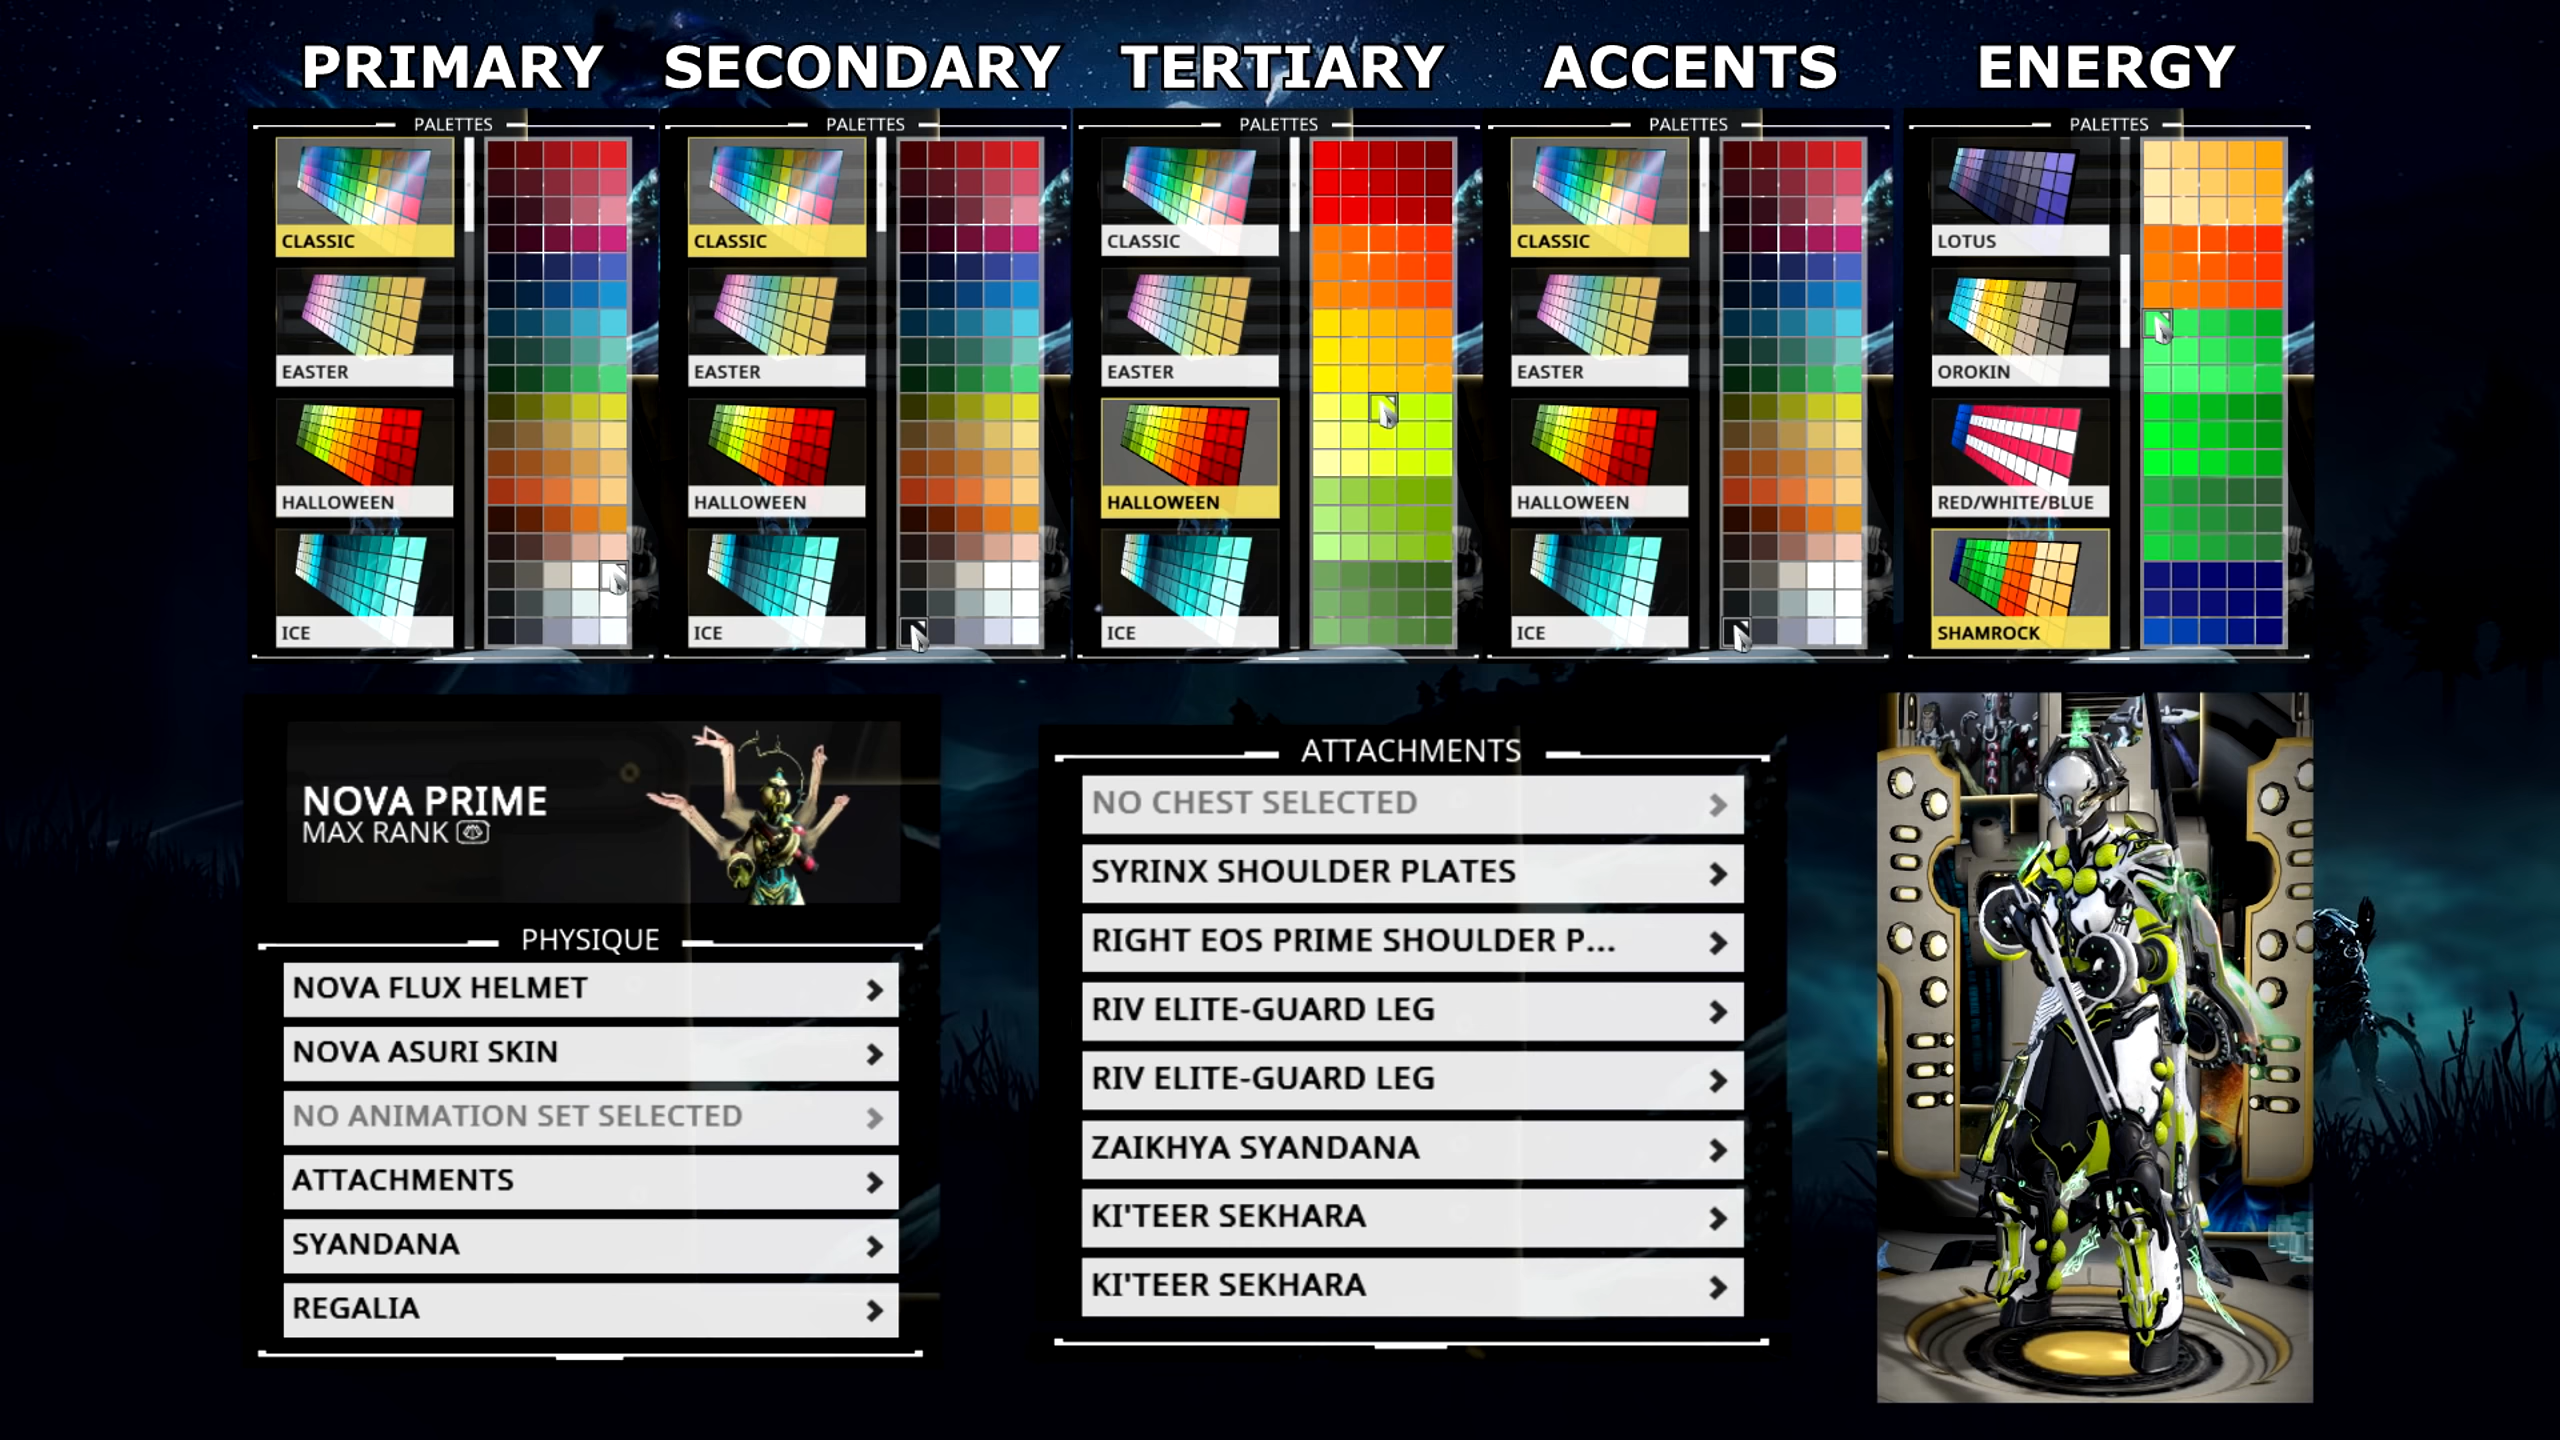 PRIMARY
SECONDARY
TERTIARY
ACCENTS
ENERGY
PALETTES
CLASSIC
EASTER
HALLOWEEN
ICE
PALETTES
CLASSIC
EASTER
HALLOWEEN
ICE
PALETTES
CLASSIC
EASTER
HALLOWEEN
ICE
PALETTES
CLASSIC
EASTER
HALLOWEEN
ICE
PALETTES
LOTUS
OROKIN
RED/WHITE/BLUE
SHAMROCK
NOVA PRIME
MAX RANK
PHYSIQUE
NOVA FLUX HELMET
NOVA ASURI SKIN
NO ANIMATION SET SELECTED
ATTACHMENTS
SYANDANA
REGALIA
ATTACHMENTS
NO CHEST SELECTED
SYRINX SHOULDER PLATES
RIGHT EOS PRIME SHOULDER P...
RIV ELITE-GUARD LEG
RIV ELITE-GUARD LEG
ZAIKHYA SYANDANA
KI'TEER SEKHARA
KI'TEER SEKHARA